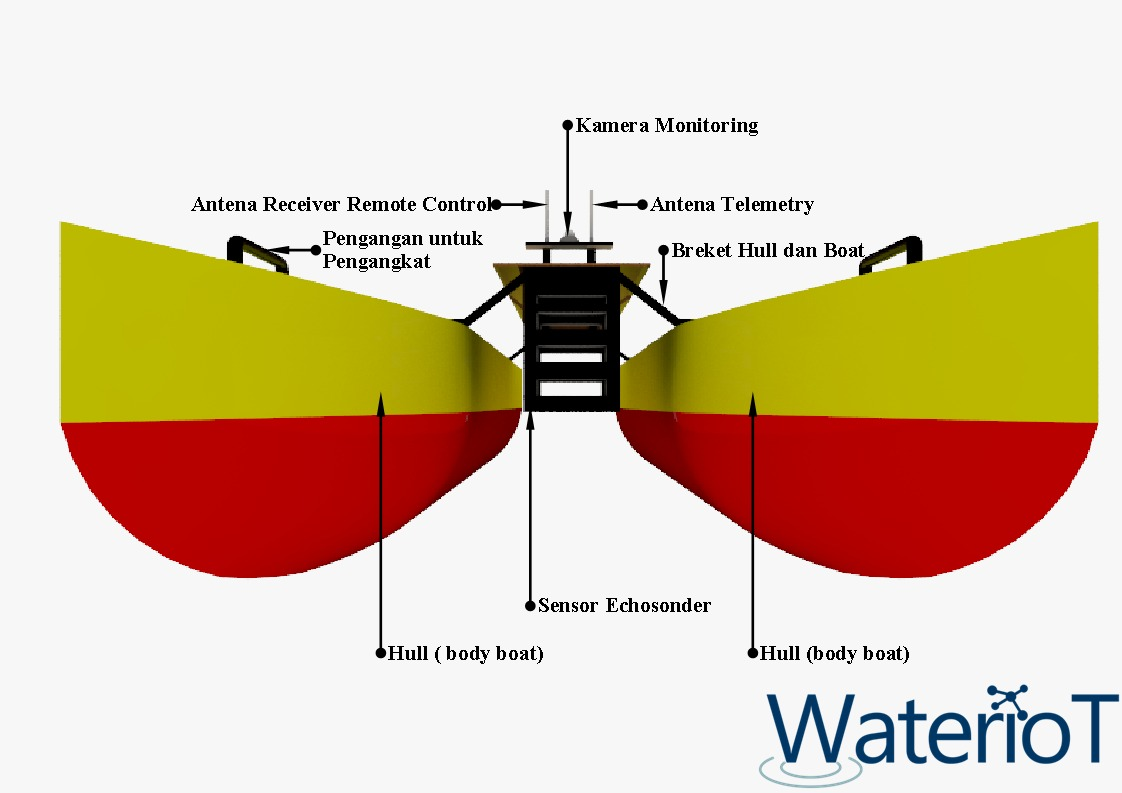 Kamera Monitoring
Antena Receiver Remote Control
Antena Telemetry
Pengangan untuk
Pengangkat
Breket Hull dan Boat
Sensor Echosonder
Hull ( body boat)
Hull (body boat)
WaterioT